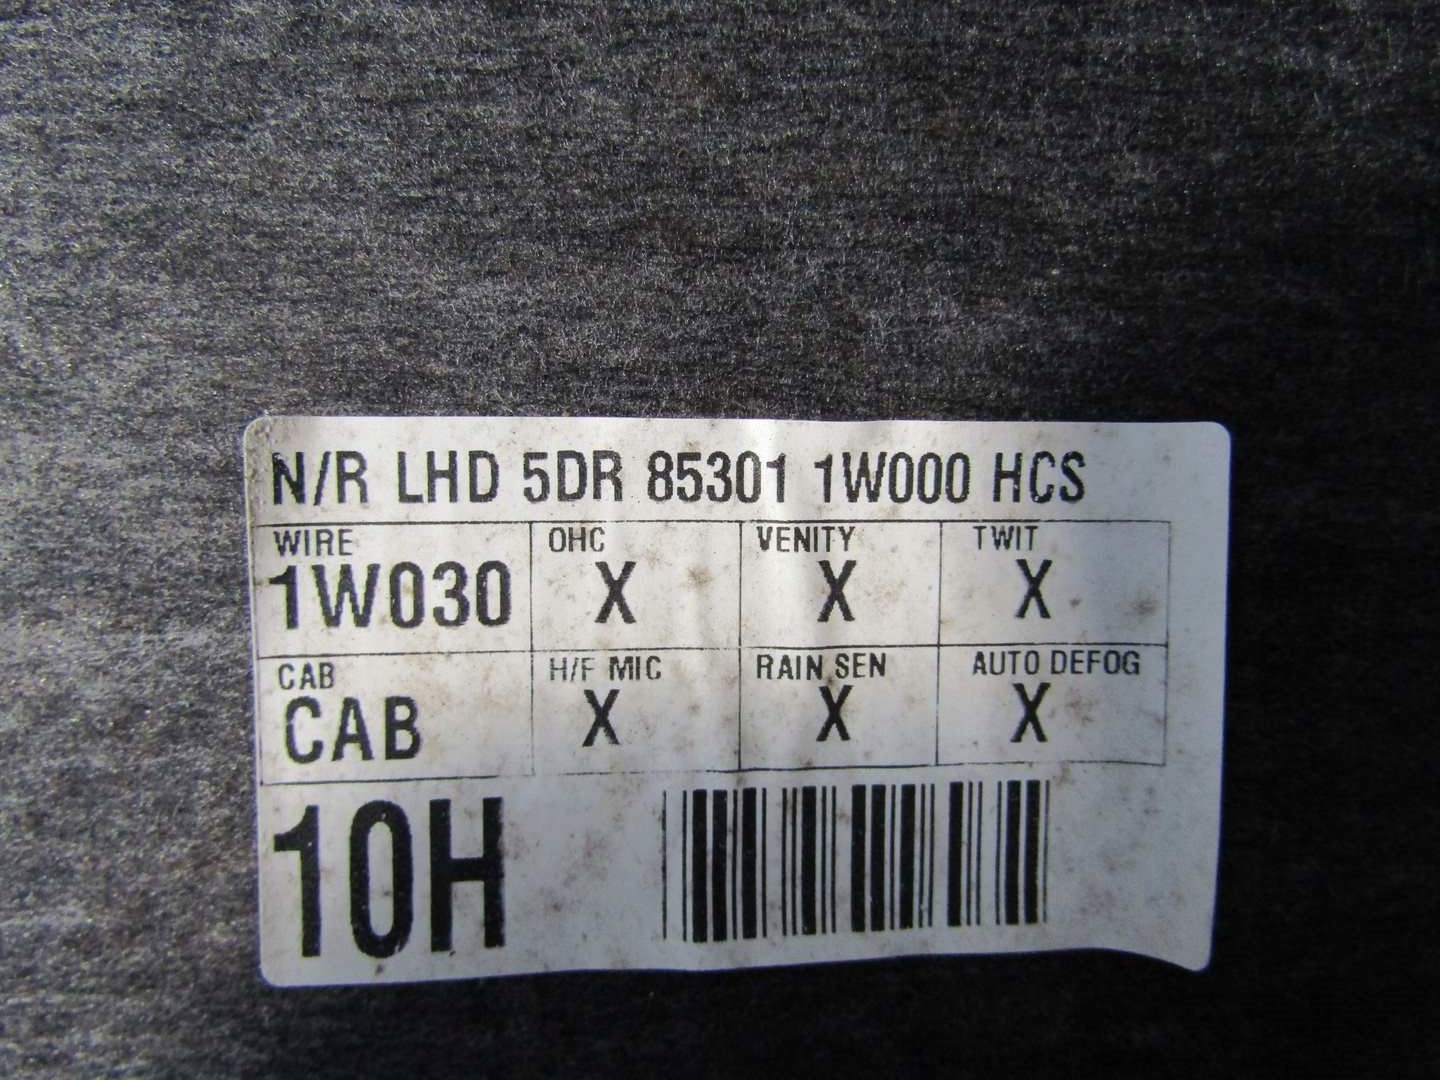 N/R LHD 5DR 85301 1W000 HCS
WIRE OHC VENITY TWIT
1W030 X X X
CAB H/F MIC RAIN SEN AUTO DEFOG
CAB X X X
10H